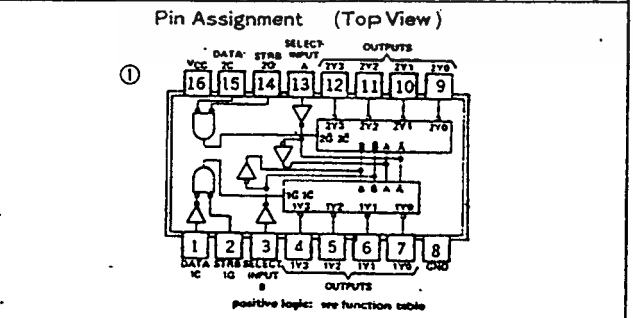 Pin Assignment (Top View)
①
VCC DATA 2C STRB 2G SELECT INPUT A OUTPUTS 2Y3 2Y2 2Y1 2Y0
16 15 14 13 12 11 10 9
2Y3 2Y2 2Y1 2Y0
2G 2C
B B A A
B B A A
1G 1C
1Y3 1Y2 1Y1 1Y0
1 2 3 4 5 6 7 8
DATA 1C STRB 1G SELECT INPUT B 1Y3 1Y2 1Y1 1Y0 GND
OUTPUTS
positive logic: see function table